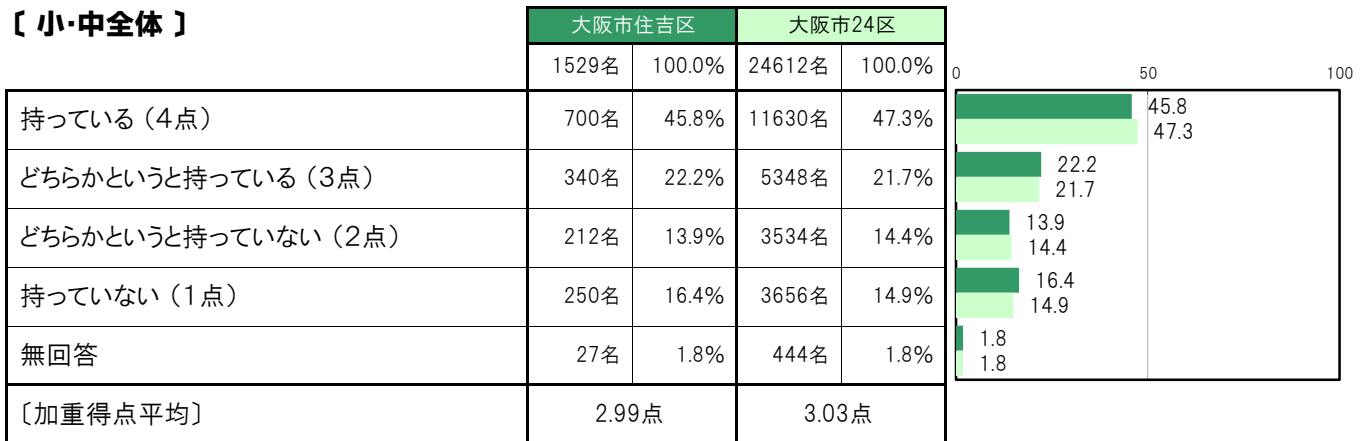 〔 小・中全体 〕
大阪市住吉区 大阪市24区
1529名 100.0% 24612名 100.0%
0 50 100
持っている（4点） 700名 45.8% 11630名 47.3%
45.8
47.3
どちらかというと持っている（3点） 340名 22.2% 5348名 21.7%
22.2
21.7
どちらかというと持っていない（2点） 212名 13.9% 3534名 14.4%
13.9
14.4
持っていない（1点） 250名 16.4% 3656名 14.9%
16.4
14.9
無回答 27名 1.8% 444名 1.8%
1.8
1.8
〔加重得点平均〕 2.99点 3.03点